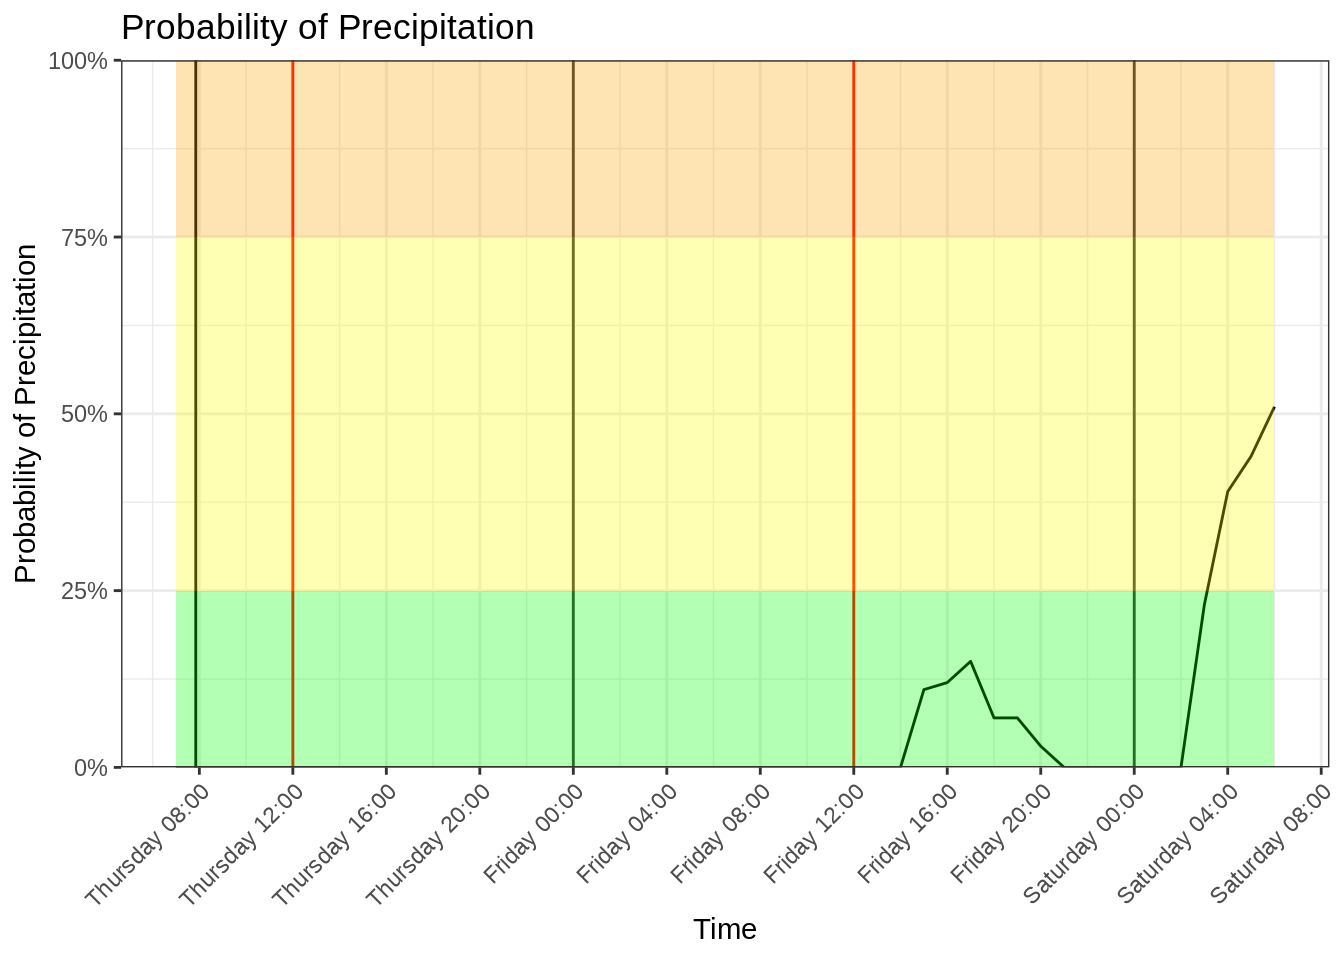 Probability of Precipitation
Probability of Precipitation
100%
75%
50%
25%
0%
Thursday 08:00
Thursday 12:00
Thursday 16:00
Thursday 20:00
Friday 00:00
Friday 04:00
Friday 08:00
Friday 12:00
Friday 16:00
Friday 20:00
Saturday 00:00
Saturday 04:00
Saturday 08:00
Time